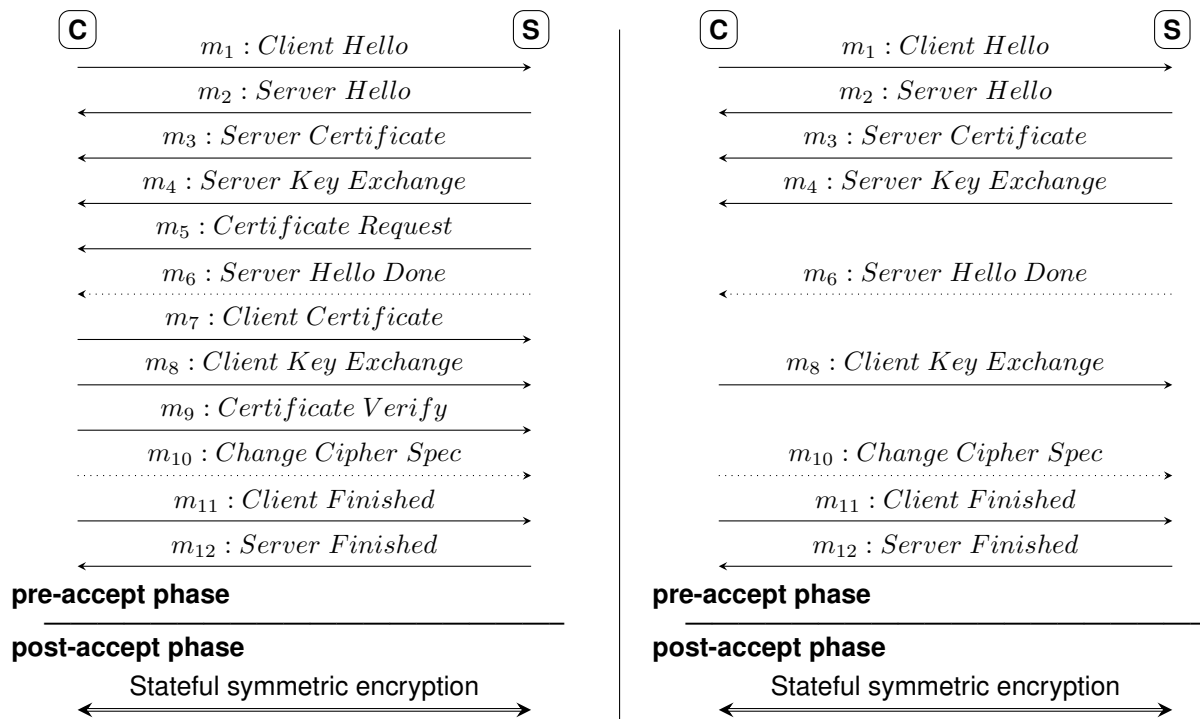 C S
m1 : Client Hello
m2 : Server Hello
m3 : Server Certificate
m4 : Server Key Exchange
m5 : Certificate Request
m6 : Server Hello Done
m7 : Client Certificate
m8 : Client Key Exchange
m9 : Certificate Verify
m10 : Change Cipher Spec
m11 : Client Finished
m12 : Server Finished
pre-accept phase
post-accept phase
Stateful symmetric encryption
C S
m1 : Client Hello
m2 : Server Hello
m3 : Server Certificate
m4 : Server Key Exchange
m6 : Server Hello Done
m8 : Client Key Exchange
m10 : Change Cipher Spec
m11 : Client Finished
m12 : Server Finished
pre-accept phase
post-accept phase
Stateful symmetric encryption